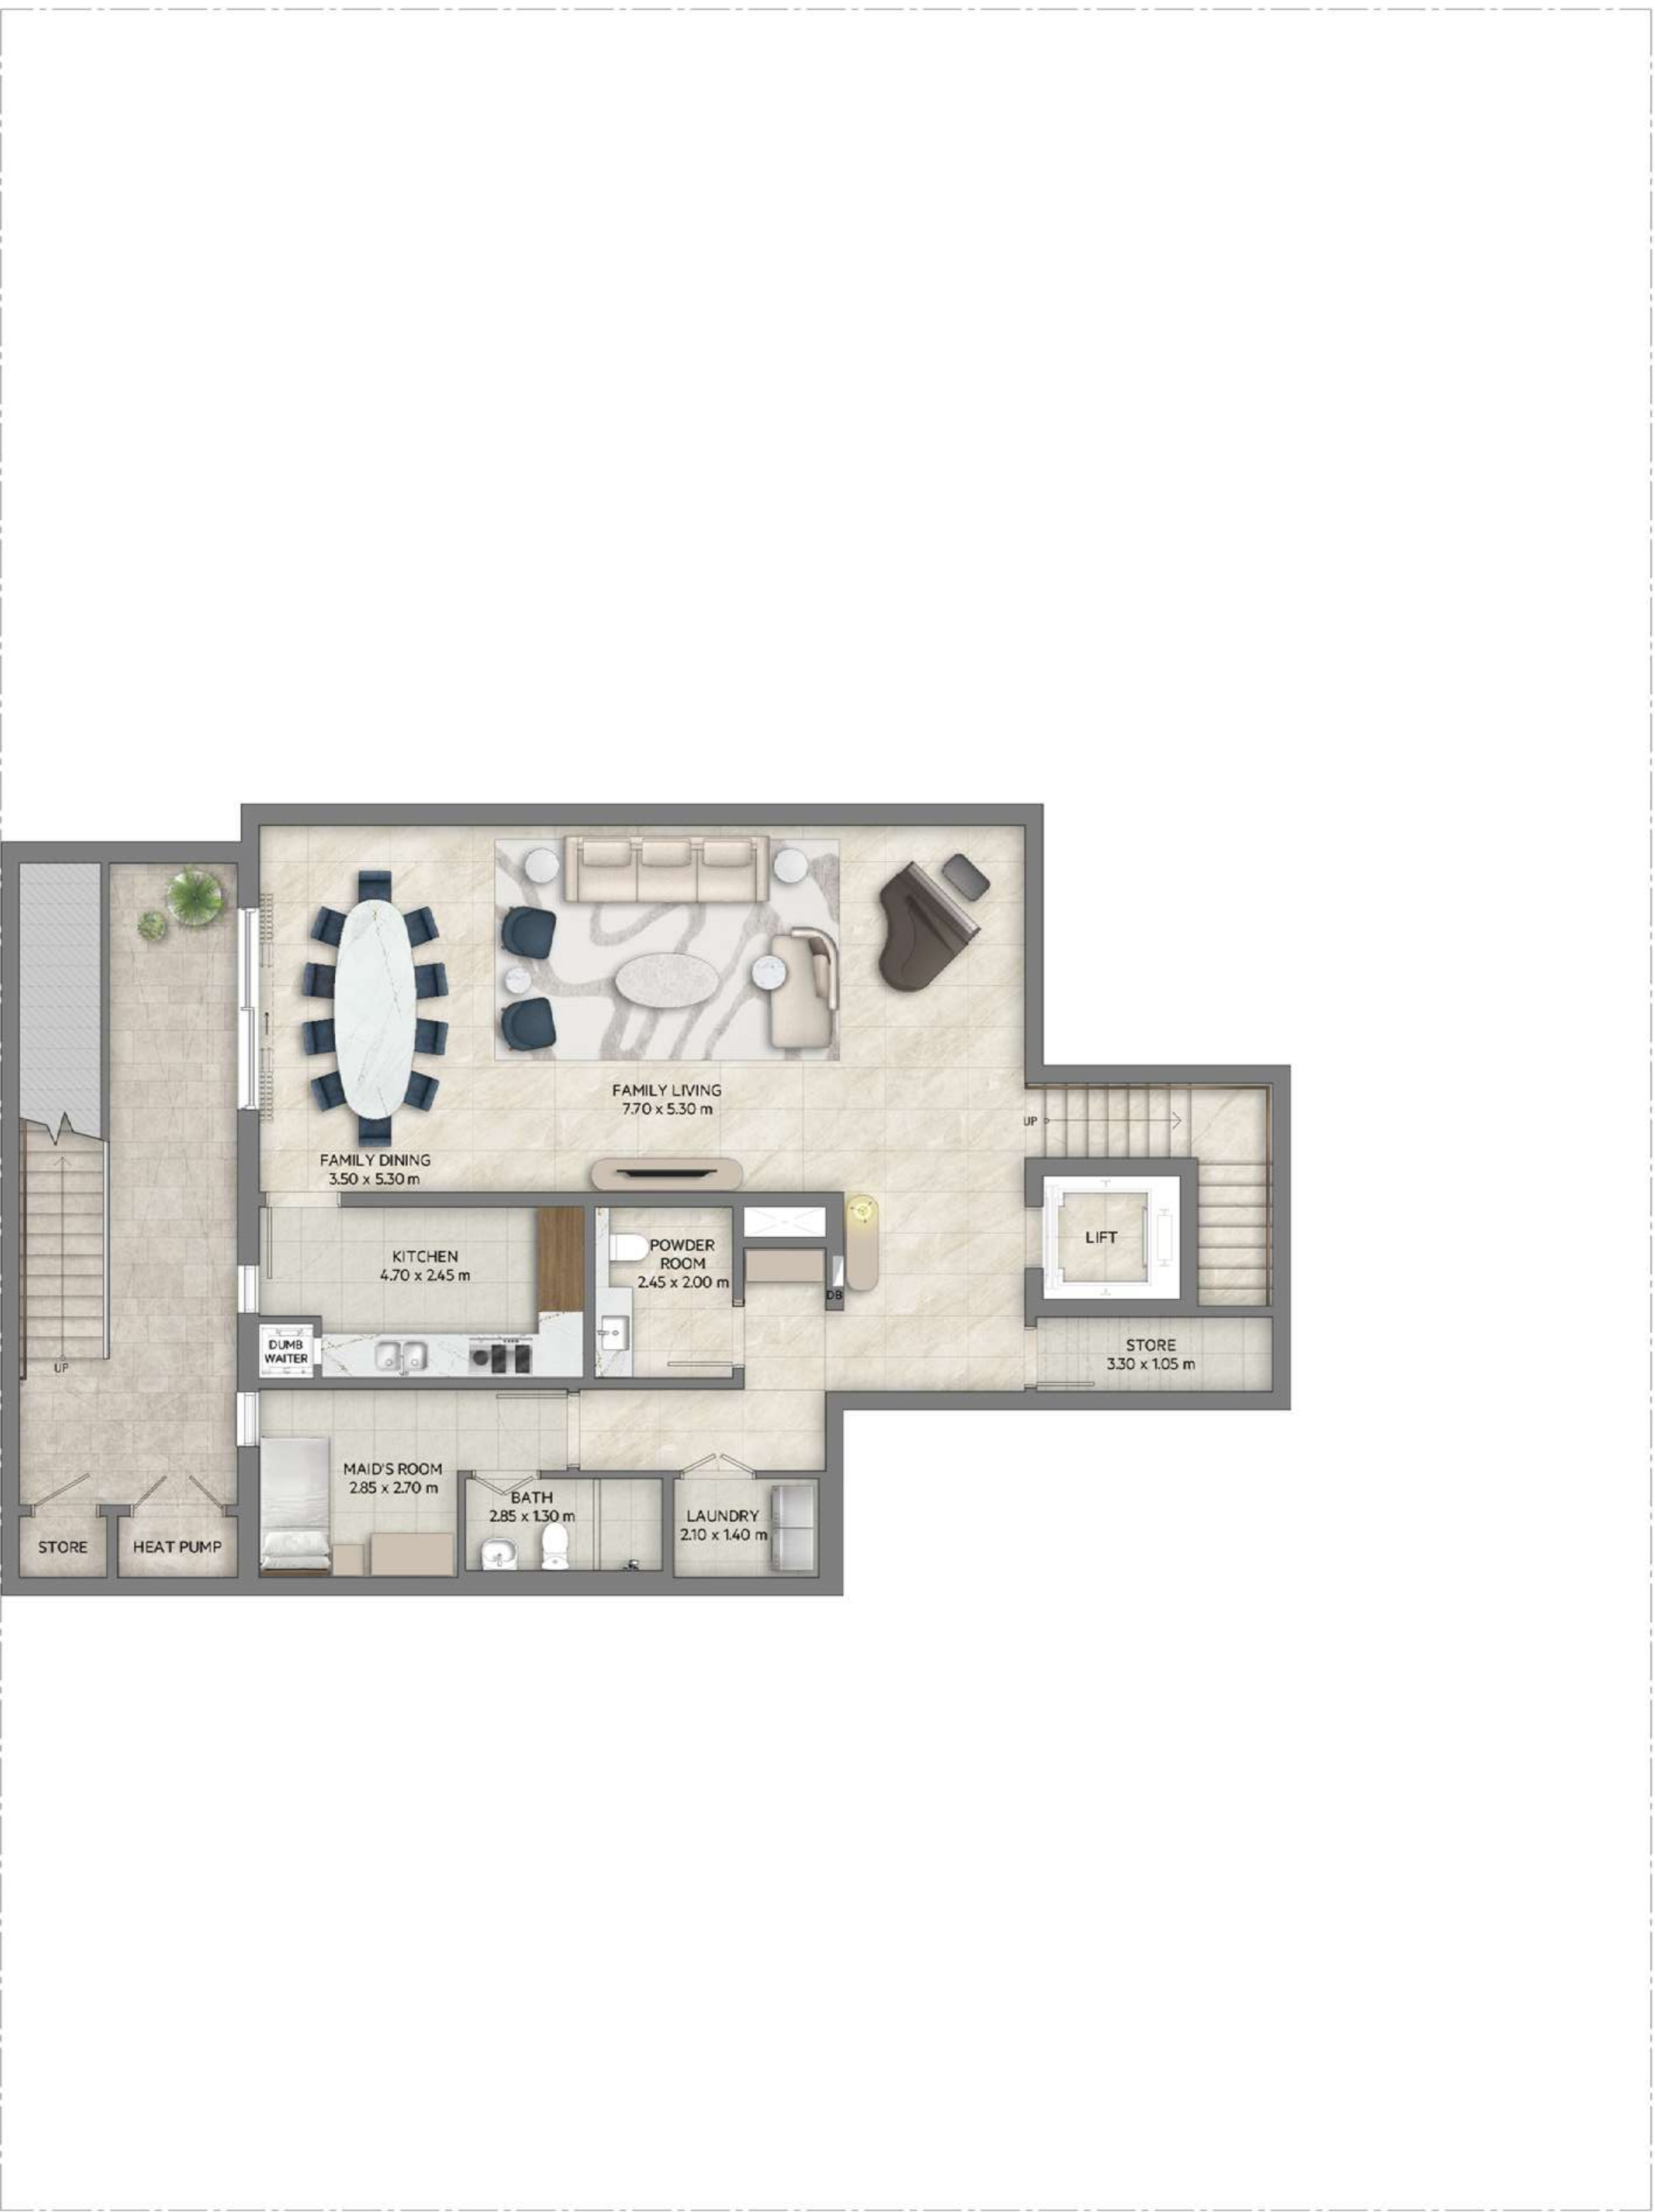 FAMILY LIVING
7.70 x 5.30 m
UP
FAMILY DINING
3.50 x 5.30 m
LIFT
KITCHEN
4.70 x 2.45 m
POWDER
ROOM
2.45 x 2.00 m
DB
DUMB
WAITER
STORE
3.30 x 1.05 m
UP
MAID'S ROOM
2.85 x 2.70 m
BATH
2.85 x 1.30 m
LAUNDRY
2.10 x 1.40 m
STORE
HEAT PUMP